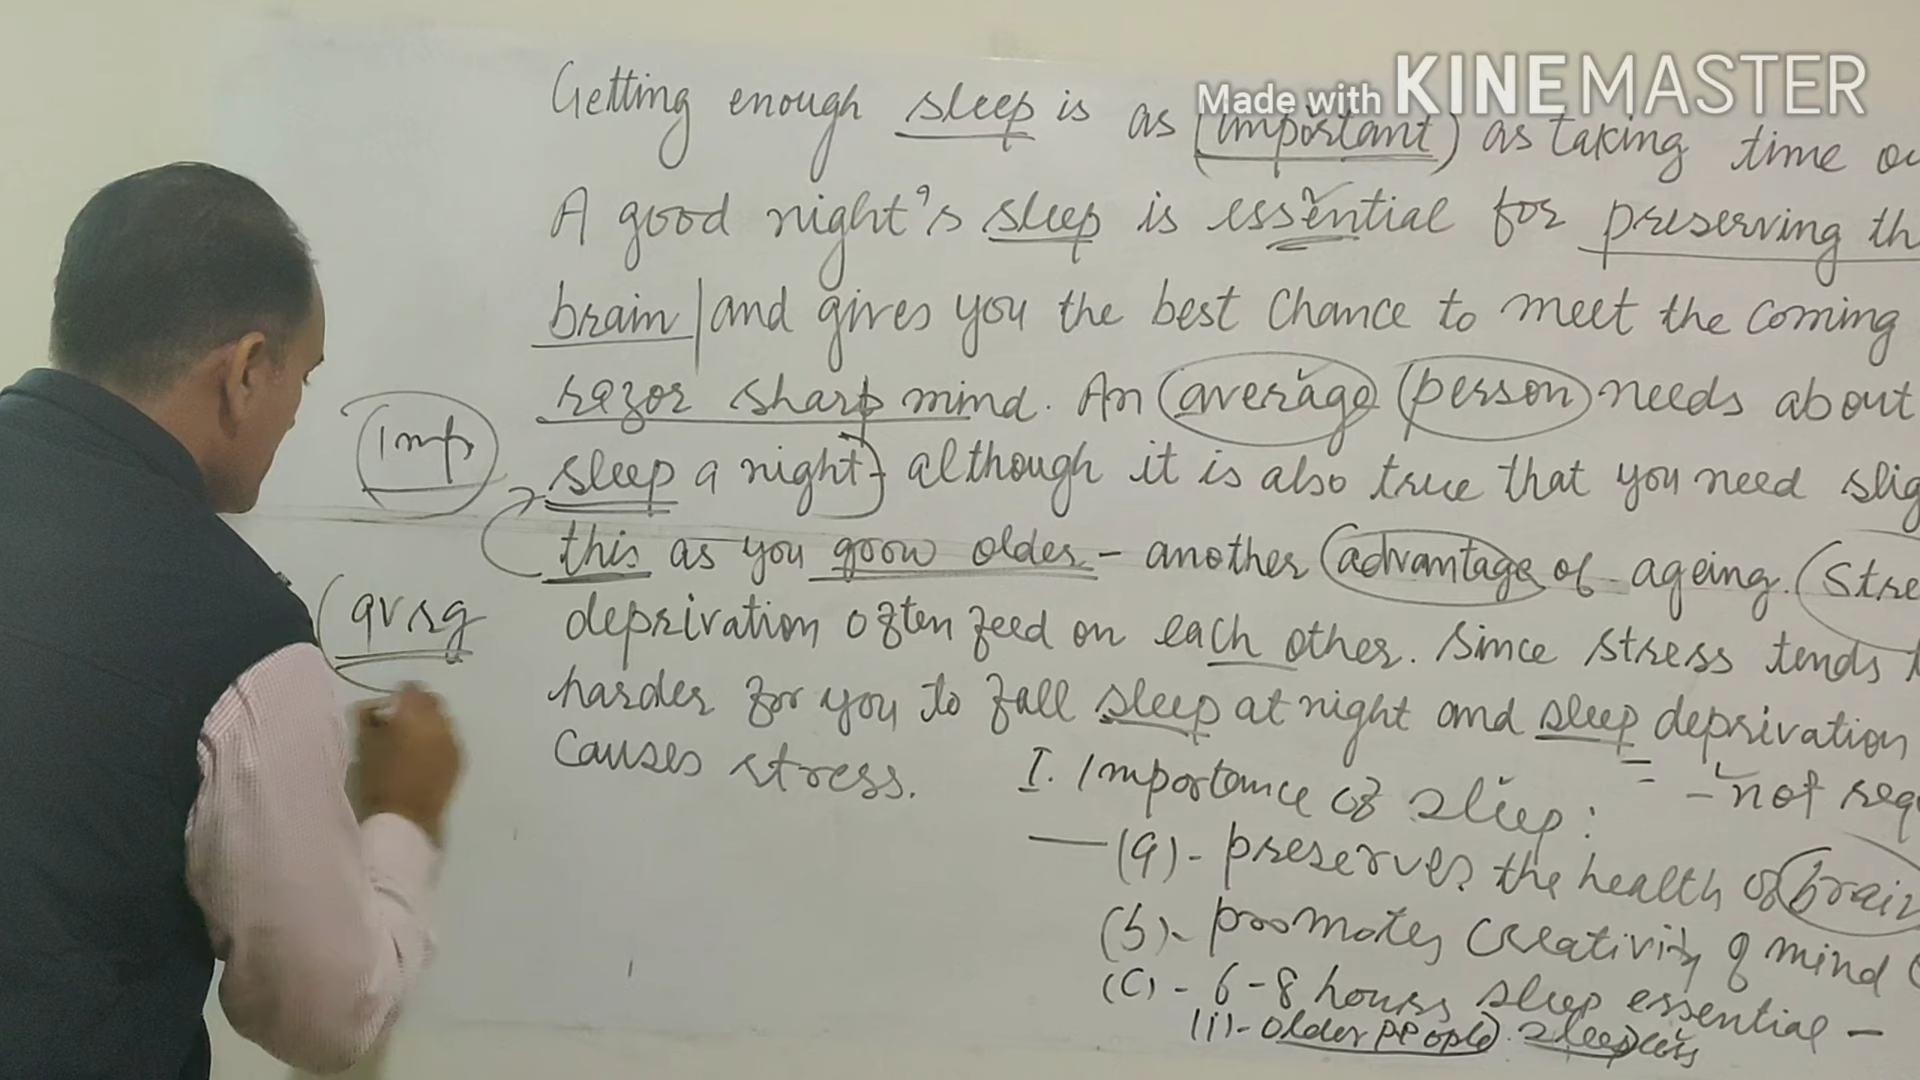 Made with KINEMASTER
Getting enough sleep is as (important) as taking time ou
A good night's sleep is essential for preserving th
brain | and gives you the best chance to meet the coming
razor sharp mind. An average person needs about
Imp
sleep a night - although it is also true that you need slig
this as you grow older - another advantage of ageing. Stre
avrg
deprivation often feed on each other. Since stress tends t
harder for you to fall sleep at night and sleep deprivation
causes stress.
I. Importance of sleep: - not requ
(a) - preserves the health of brain
(b) - promotes creativity of mind
(c) - 6-8 hours sleep essential -
(i) - older people sleep less